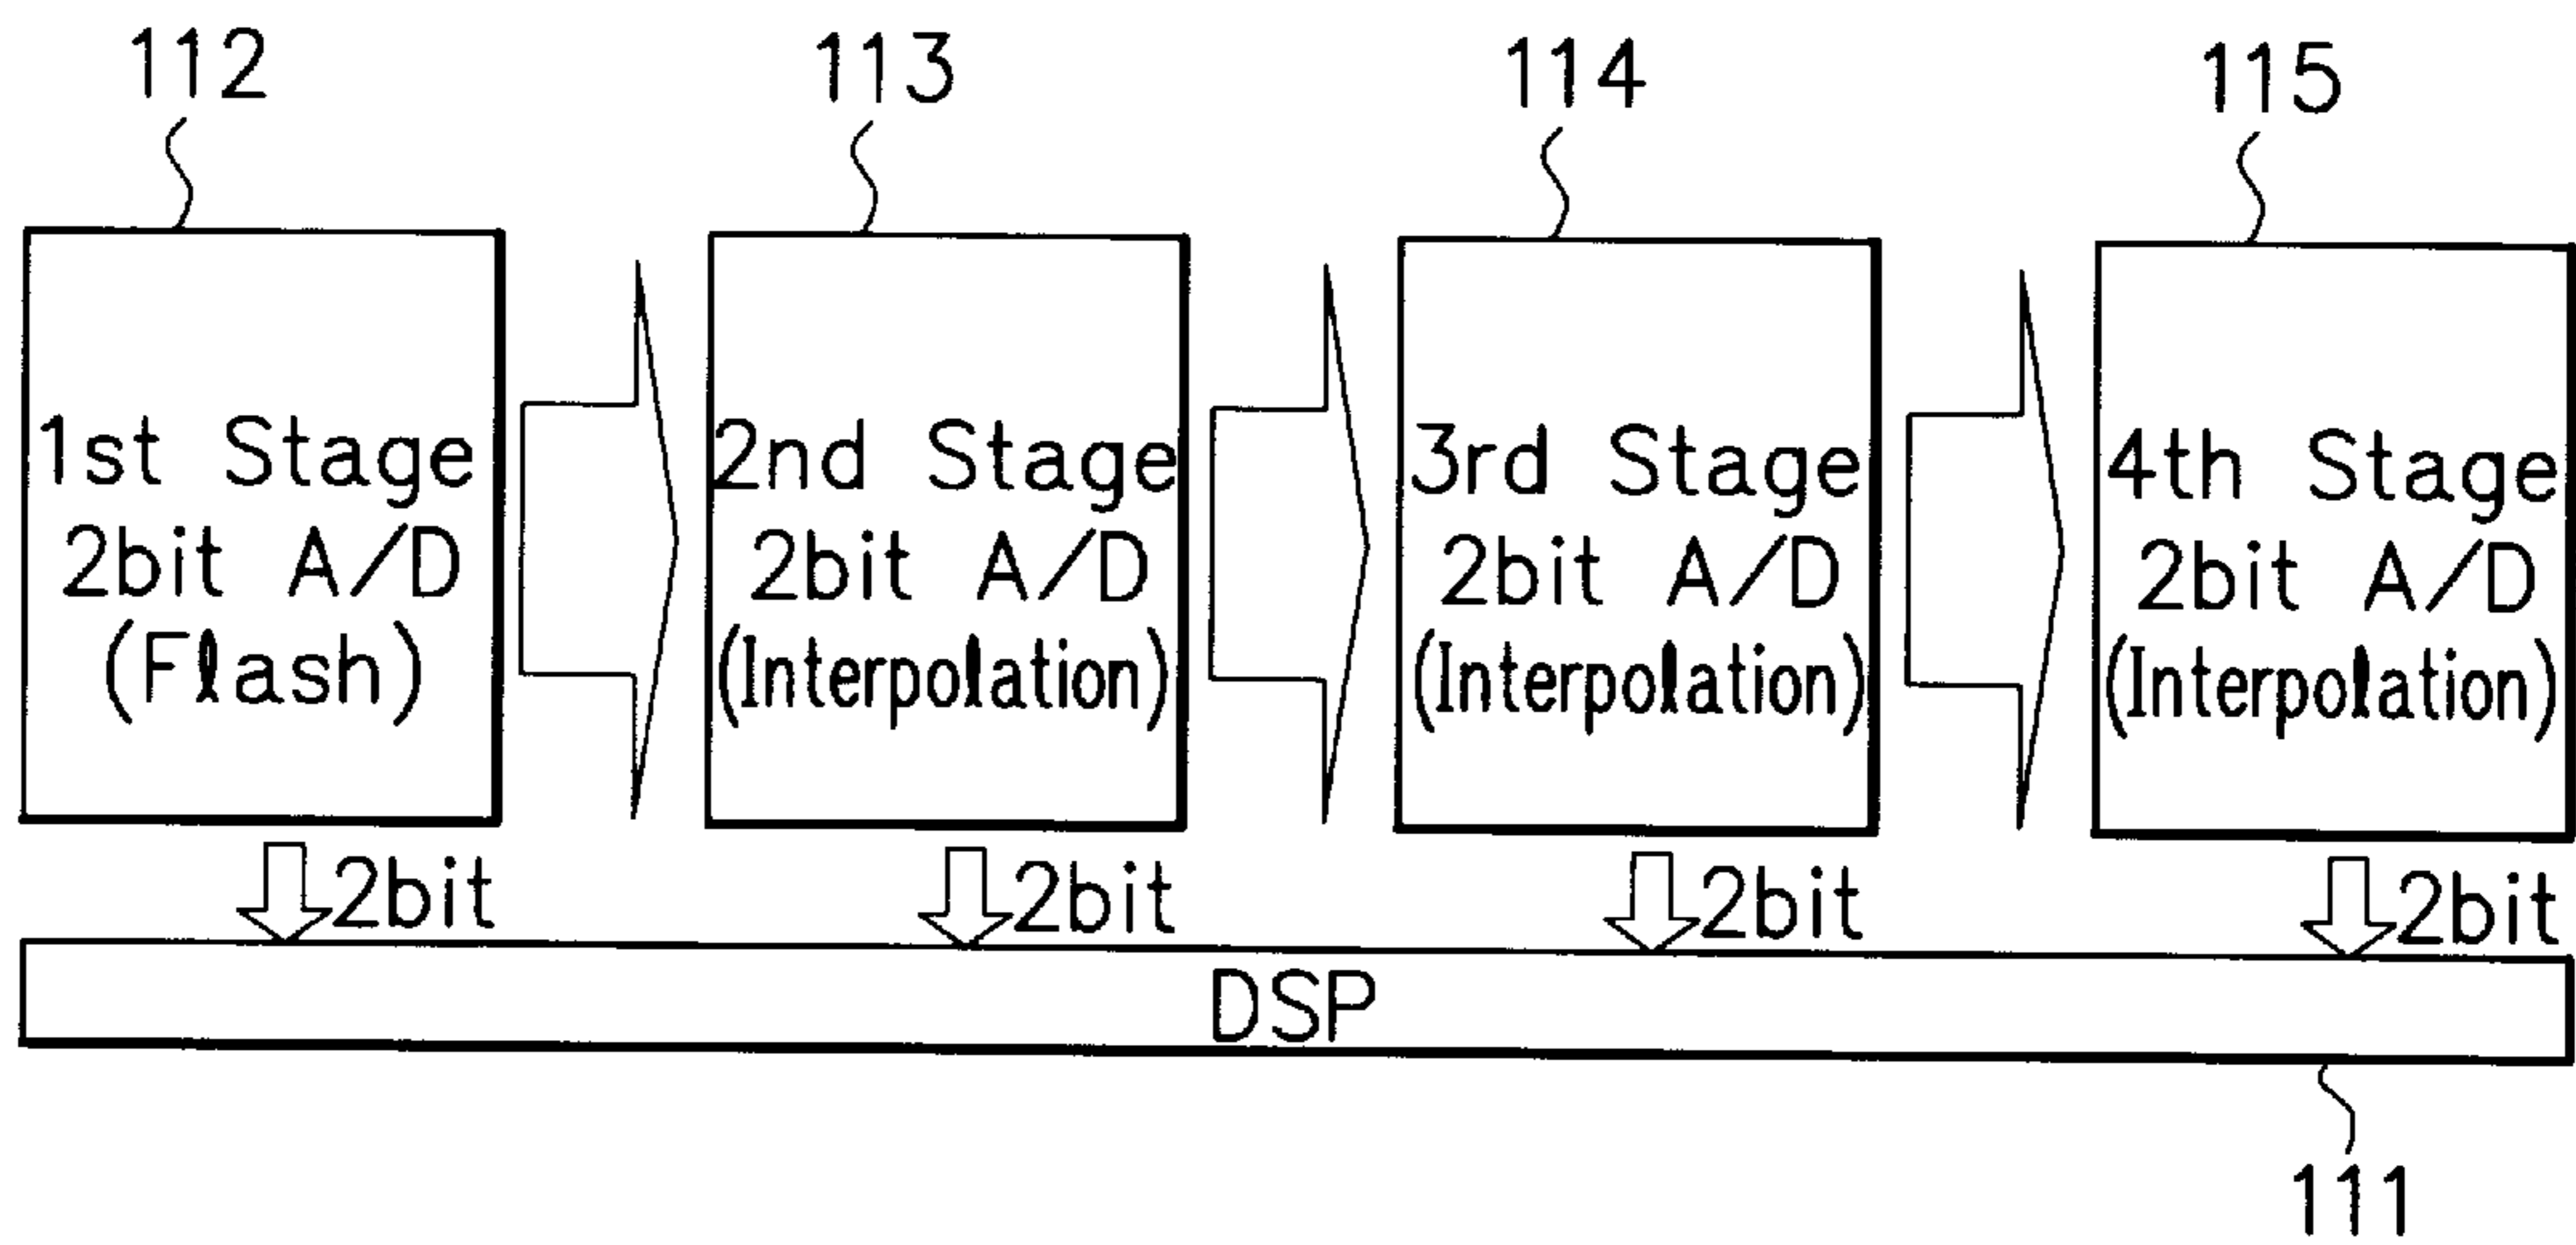 112
113
114
115
1st Stage
2bit A/D
(Flash)
2nd Stage
2bit A/D
(Interpolation)
3rd Stage
2bit A/D
(Interpolation)
4th Stage
2bit A/D
(Interpolation)
2bit
2bit
2bit
2bit
DSP
111